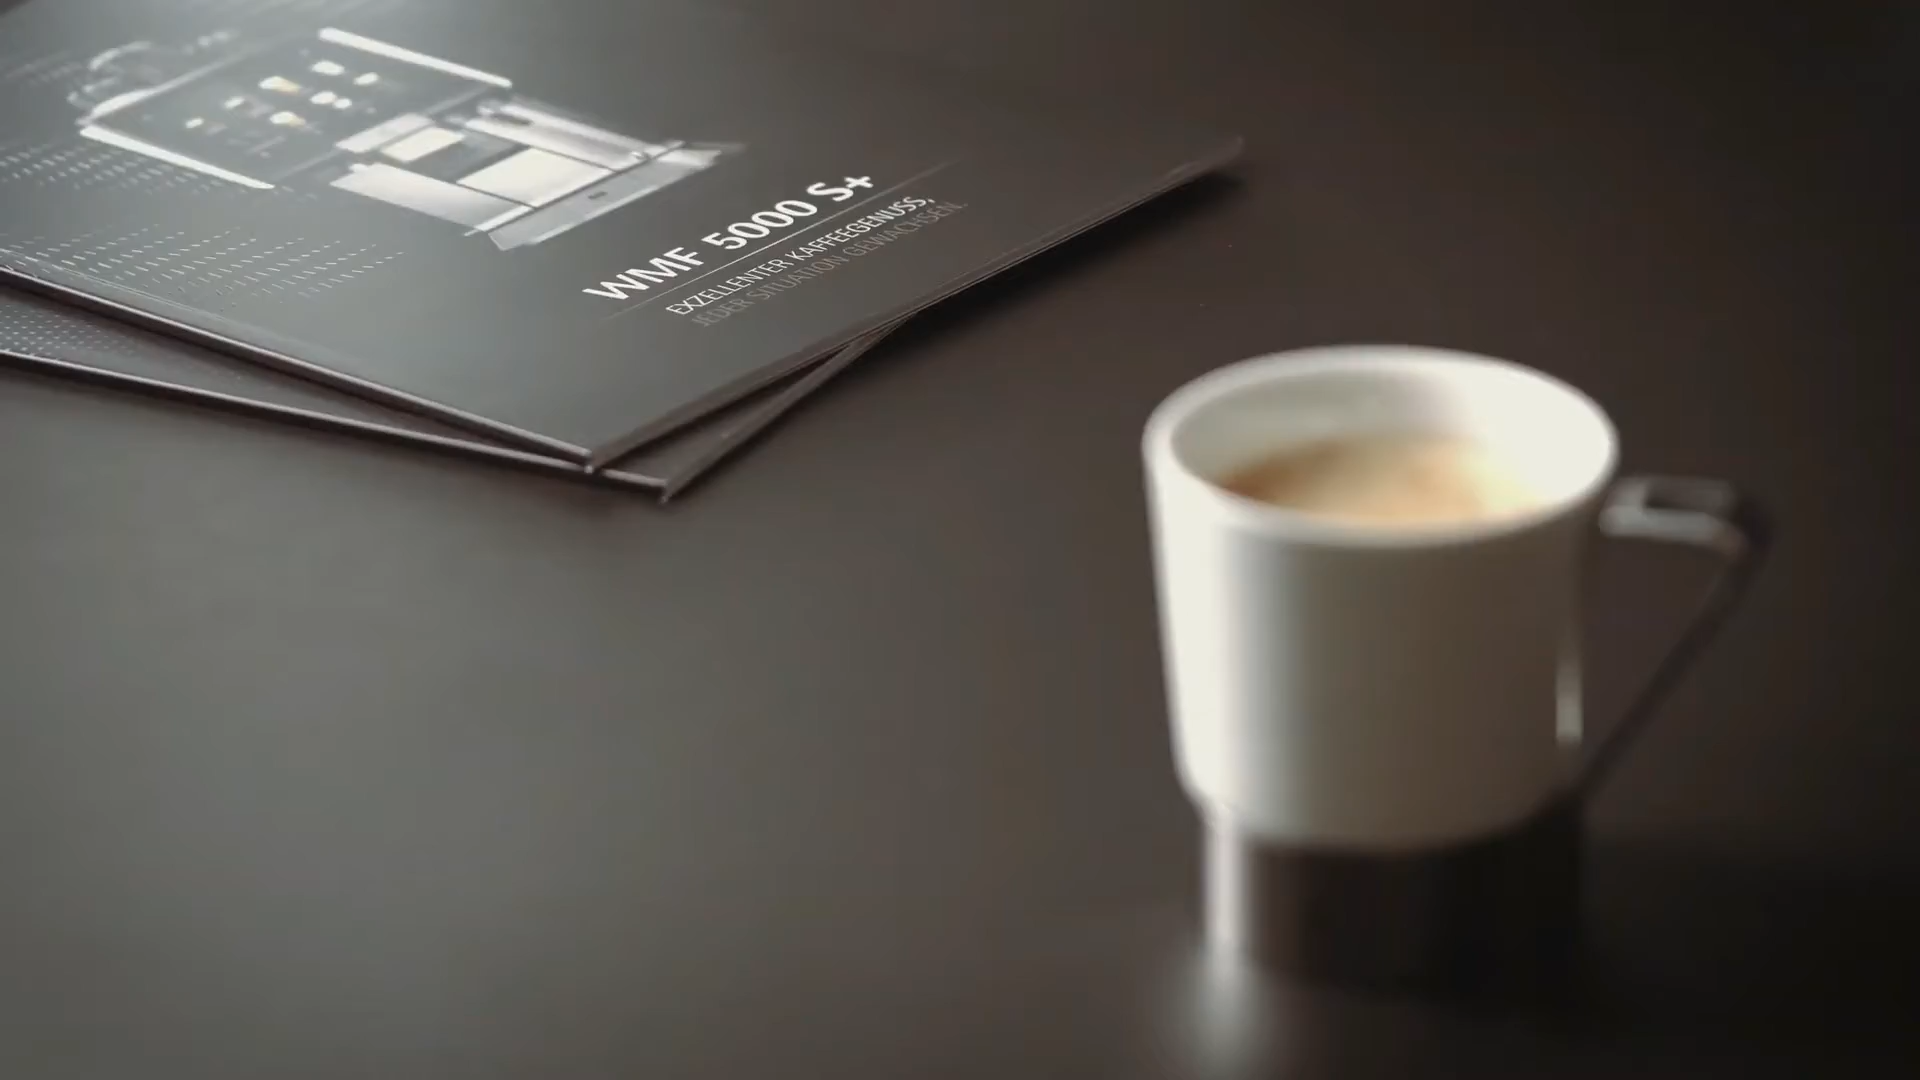 WMF 5000 S+
EXZELLENTER KAFFEEGENUSS,
JEDER SITUATION GEWACHSEN.